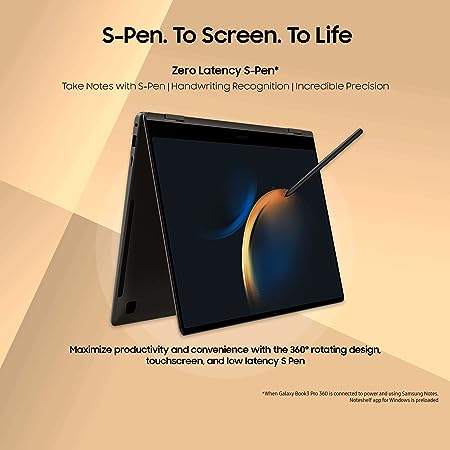 S-Pen. To Screen. To Life
Zero Latency S-Pen*
Take Notes with S-Pen | Handwriting Recognition | Incredible Precision
Maximize productivity and convenience with the 360° rotating design,
touchscreen, and low latency S Pen
*When Galaxy Book3 Pro 360 is connected to power and using Samsung Notes.
Noteshelf app for Windows is preloaded